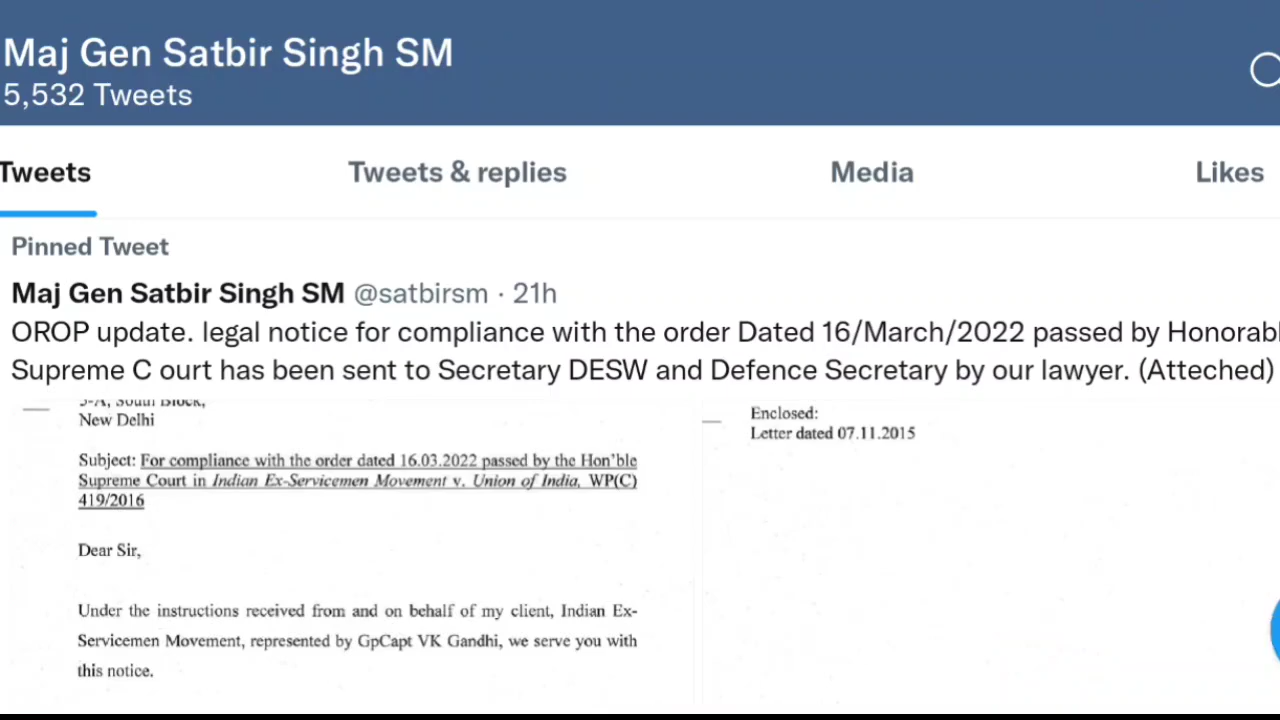 Maj Gen Satbir Singh SM
5,532 Tweets
Tweets Tweets & replies Media Likes
Pinned Tweet
Maj Gen Satbir Singh SM @satbirsm · 21h
OROP update. legal notice for compliance with the order Dated 16/March/2022 passed by Honorabl
Supreme C ourt has been sent to Secretary DESW and Defence Secretary by our lawyer. (Atteched)
New Delhi
Subject: For compliance with the order dated 16.03.2022 passed by the Hon'ble
Supreme Court in Indian Ex-Servicemen Movement v. Union of India, WP(C)
419/2016
Dear Sir,
Under the instructions received from and on behalf of my client, Indian Ex-
Servicemen Movement, represented by GpCapt VK Gandhi, we serve you with
this notice.
Enclosed:
Letter dated 07.11.2015